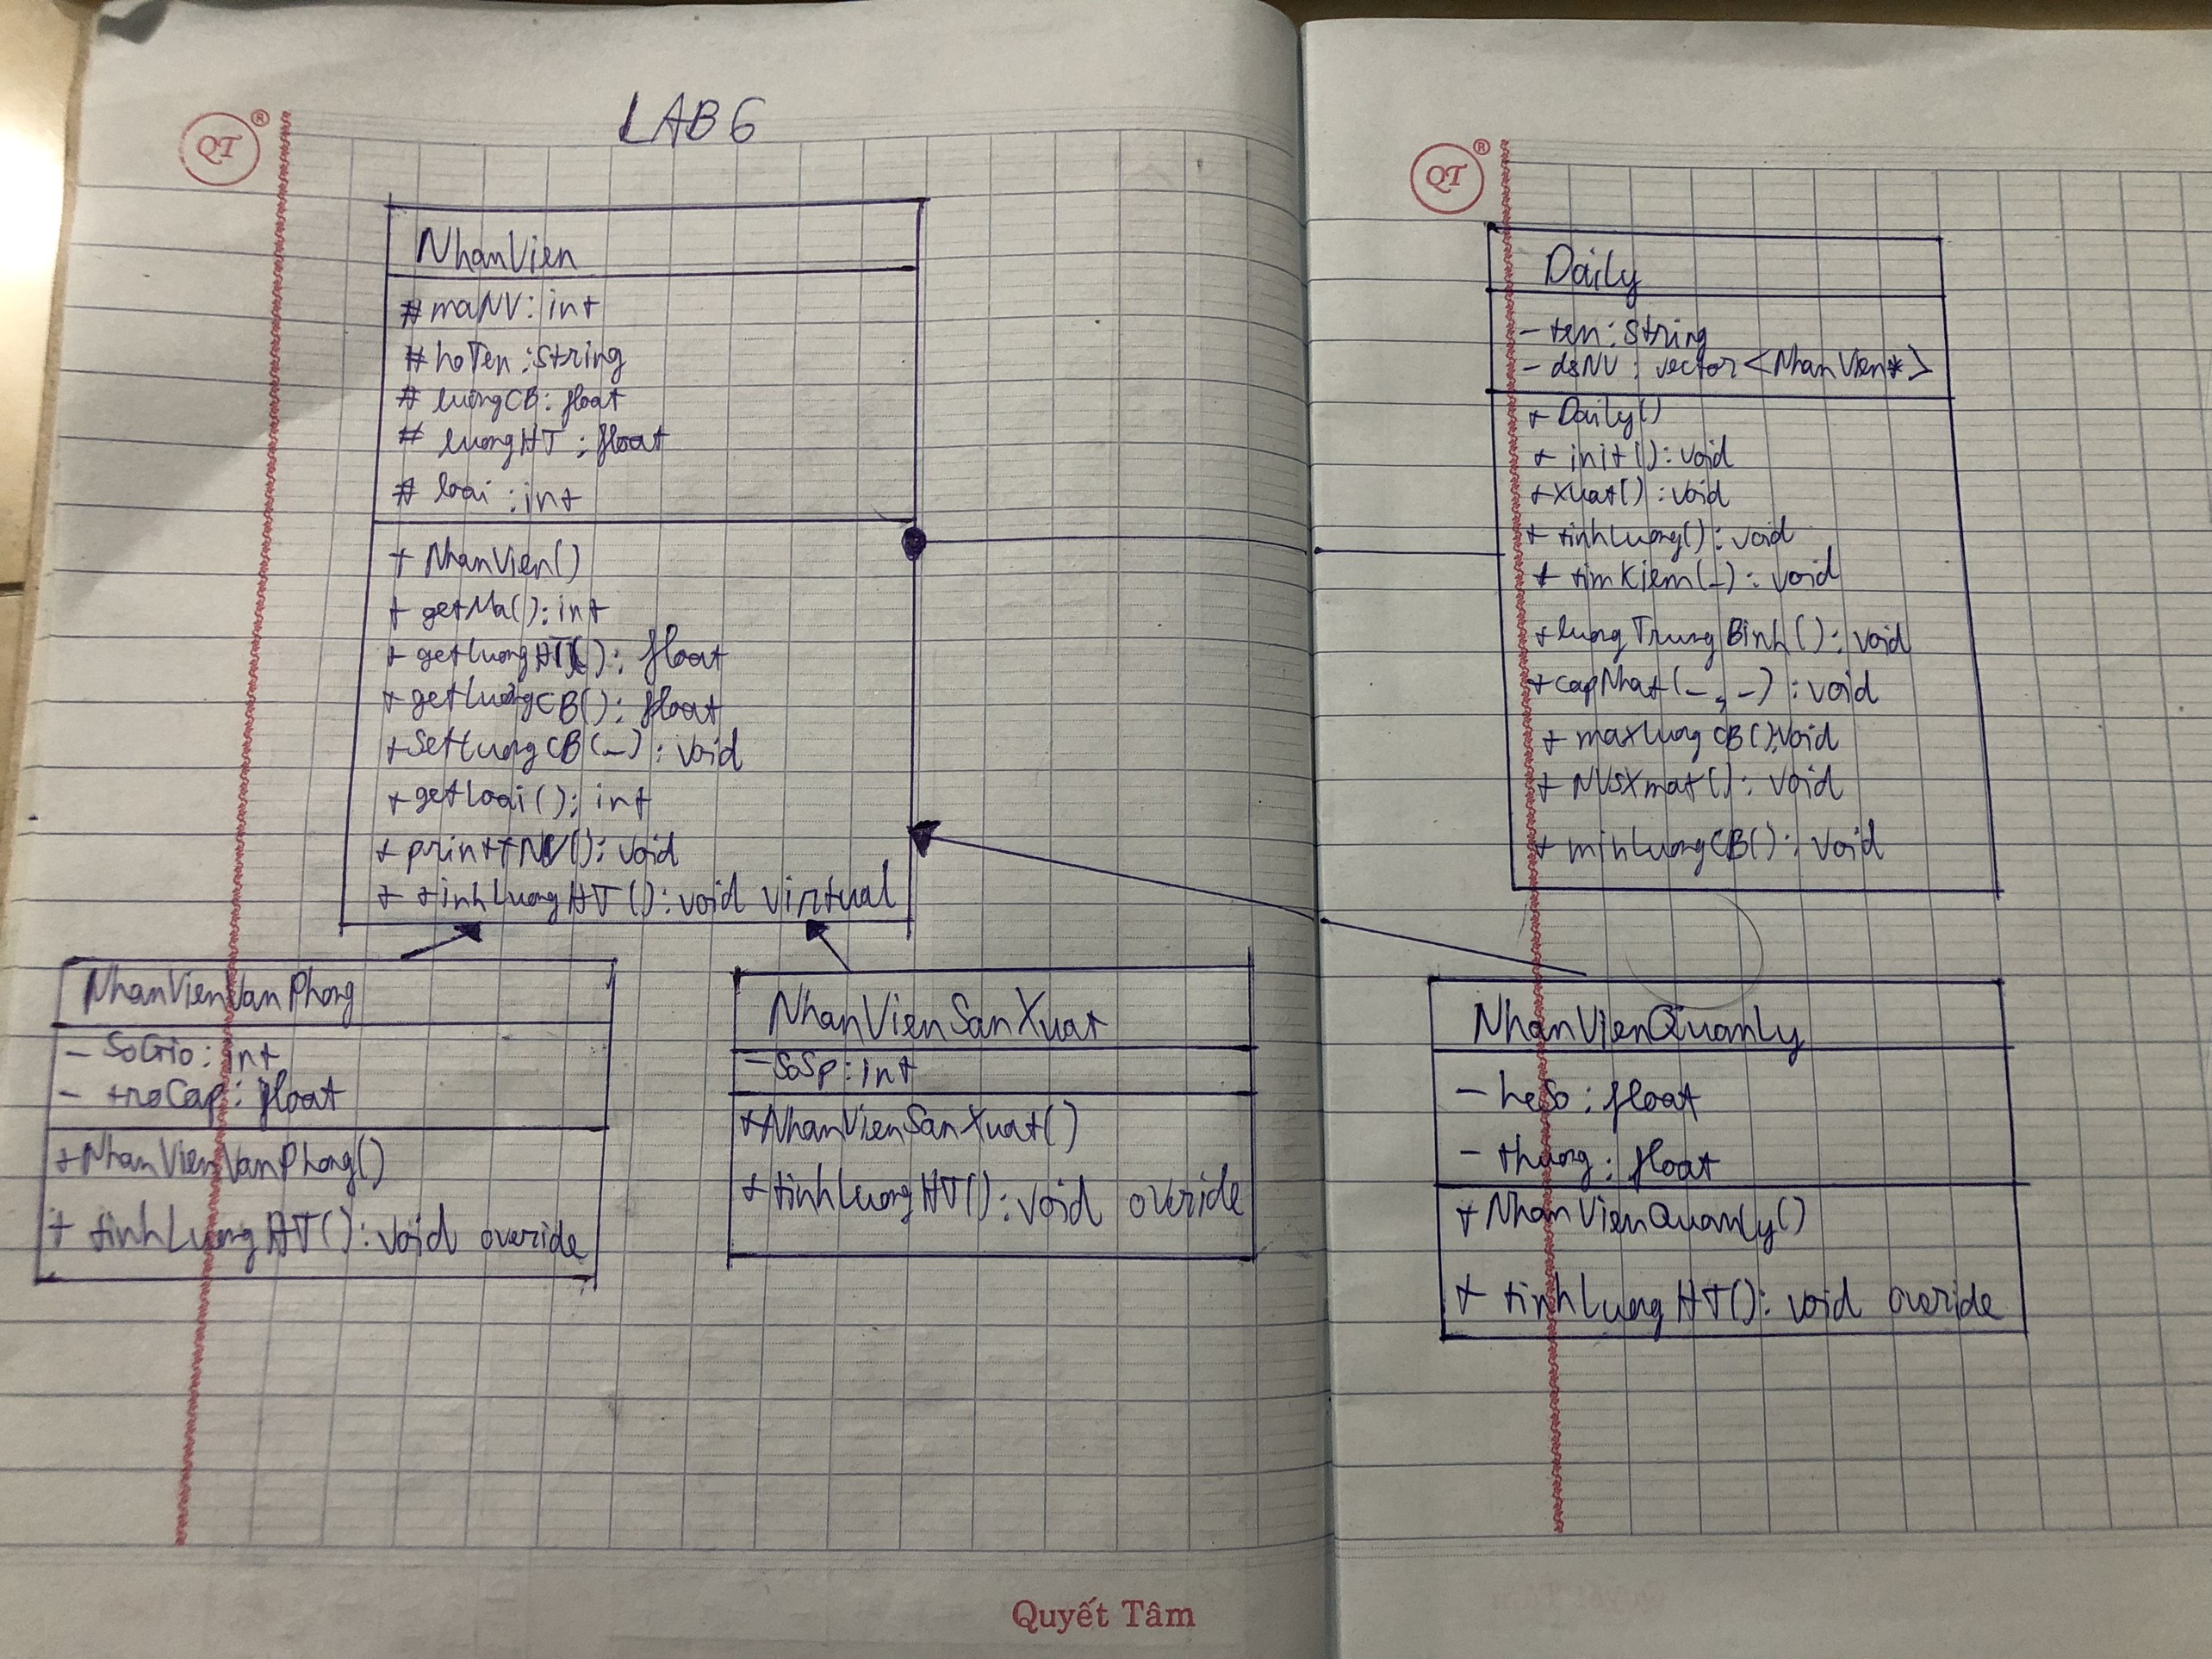 QT ®
LAB 6
NhanVien
# maNV: int
# hoTen: String
# luongCB: float
# luongHT: float
# loai: int
+ NhanVien()
+ getMa(): int
+ getLuongHT(): float
+ getLuongCB(): float
+ SetLuongCB(_): void
+ getLoai(): int
+ printTNV(): void
+ tinhLuongHT(): void virtual
NhanVienVanPhong
- SoGio: int
- troCap: float
+ NhanVienVanPhong()
+ tinhLuongHT(): void overide
NhanVienSanXuat
- SoSp: int
+ NhanVienSanXuat()
+ tinhLuongHT(): void overide
Quyết Tâm
QT ®
Daily
- ten: String
- dsNV: vector<NhanVien*>
+ Daily()
+ init(): void
+ xuat(): void
+ tinhLuong(): void
+ timKiem(_): void
+ luongTrungBinh(): void
+ capNhat(_, _): void
+ maxLuongCB(): void
+ NVSXmat(): void
+ minLuongCB(): void
NhanVienQuanLy
- heSo: float
- thuong: float
+ NhanVienQuanLy()
+ tinhLuongHT(): void overide